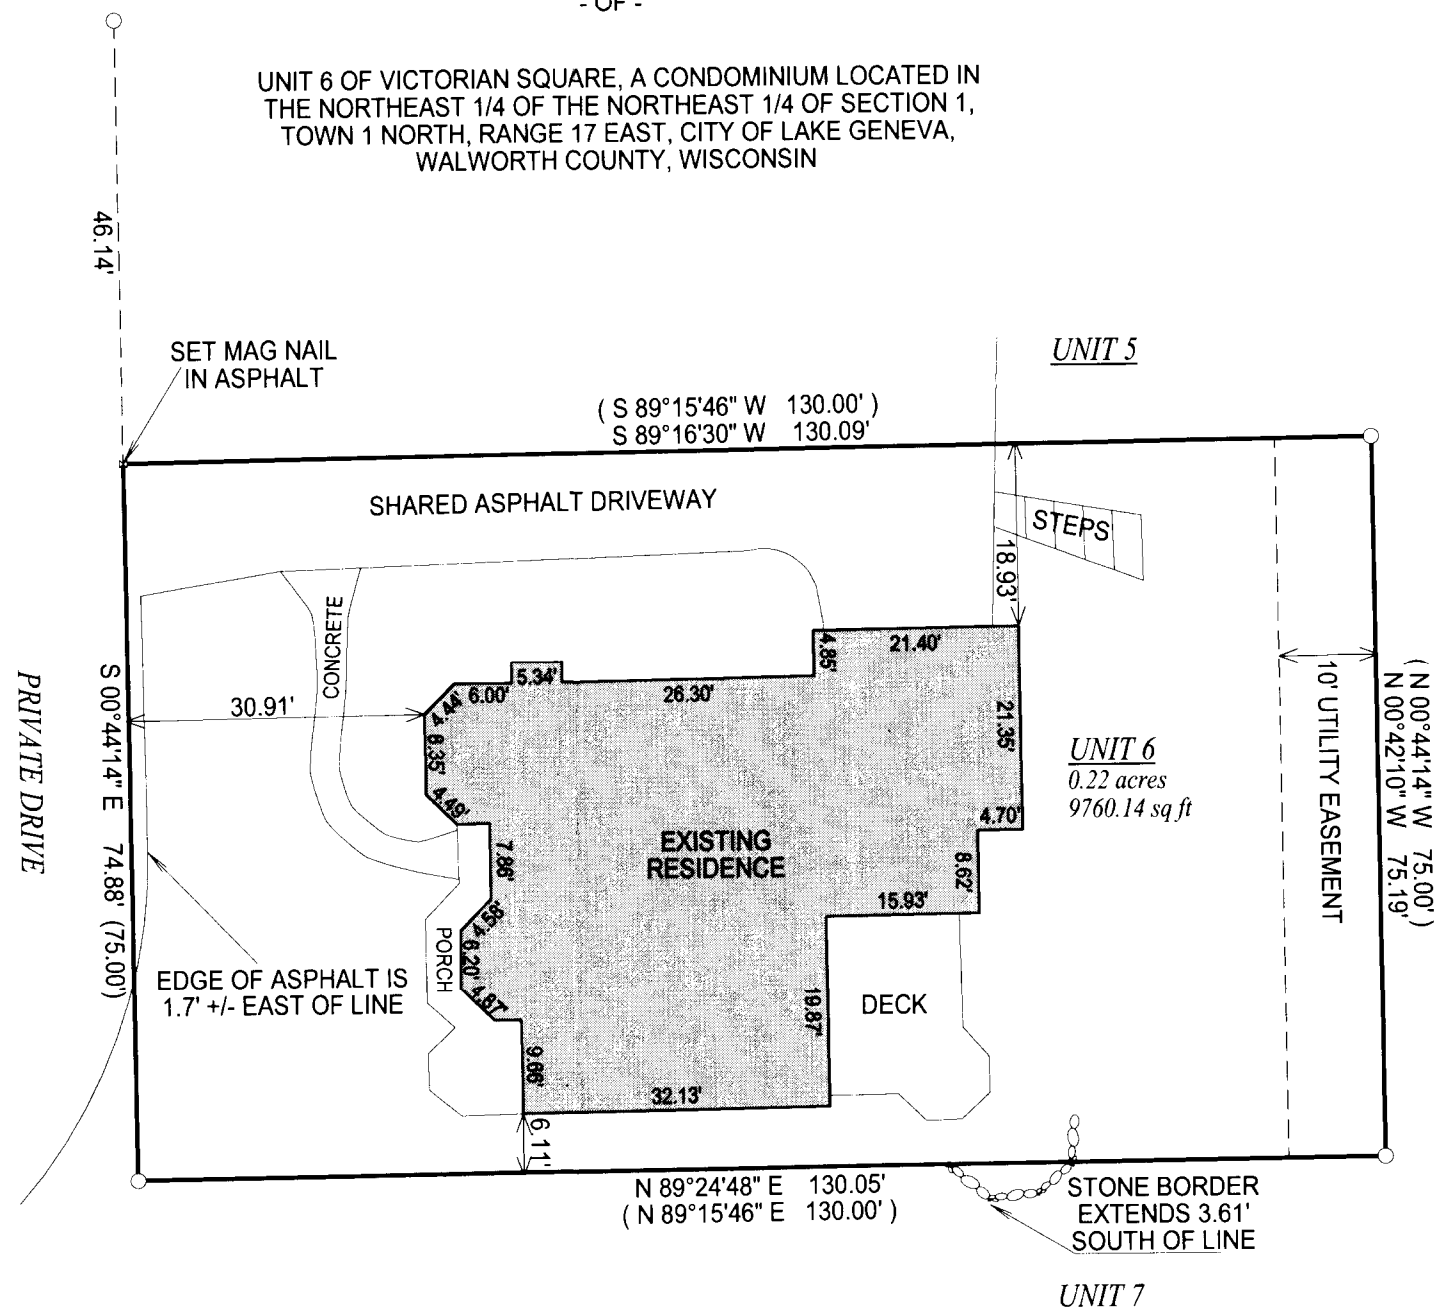 - OF -
UNIT 6 OF VICTORIAN SQUARE, A CONDOMINIUM LOCATED IN
THE NORTHEAST 1/4 OF THE NORTHEAST 1/4 OF SECTION 1,
TOWN 1 NORTH, RANGE 17 EAST, CITY OF LAKE GENEVA,
WALWORTH COUNTY, WISCONSIN
46.14'
SET MAG NAIL
IN ASPHALT
UNIT 5
( S 89°15'46" W 130.00' )
S 89°16'30" W 130.09'
SHARED ASPHALT DRIVEWAY
STEPS
18.93'
CONCRETE
4.85'
21.40'
5.34'
6.00'
26.30'
4.44'
30.91'
8.35'
21.35'
4.49'
UNIT 6
0.22 acres
9760.14 sq ft
4.70'
10' UTILITY EASEMENT
( N 00°44'14" W 75.00' )
N 00°42'10" W 75.19'
PRIVATE DRIVE
S 00°44'14" E 74.88' (75.00')
EXISTING
RESIDENCE
7.86'
8.62'
15.93'
4.58'
6.20'
4.87'
PORCH
EDGE OF ASPHALT IS
1.7' +/- EAST OF LINE
19.87'
DECK
9.66'
32.13'
6.11'
N 89°24'48" E 130.05'
( N 89°15'46" E 130.00' )
STONE BORDER
EXTENDS 3.61'
SOUTH OF LINE
UNIT 7